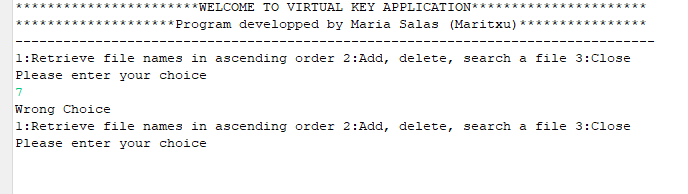 ************************WELCOME TO VIRTUAL KEY APPLICATION***********************
*********************Program developped by Maria Salas (Maritxu)*****************
------------------------------------------------------------------------------------
1:Retrieve file names in ascending order 2:Add, delete, search a file 3:Close
Please enter your choice
7
Wrong Choice
1:Retrieve file names in ascending order 2:Add, delete, search a file 3:Close
Please enter your choice